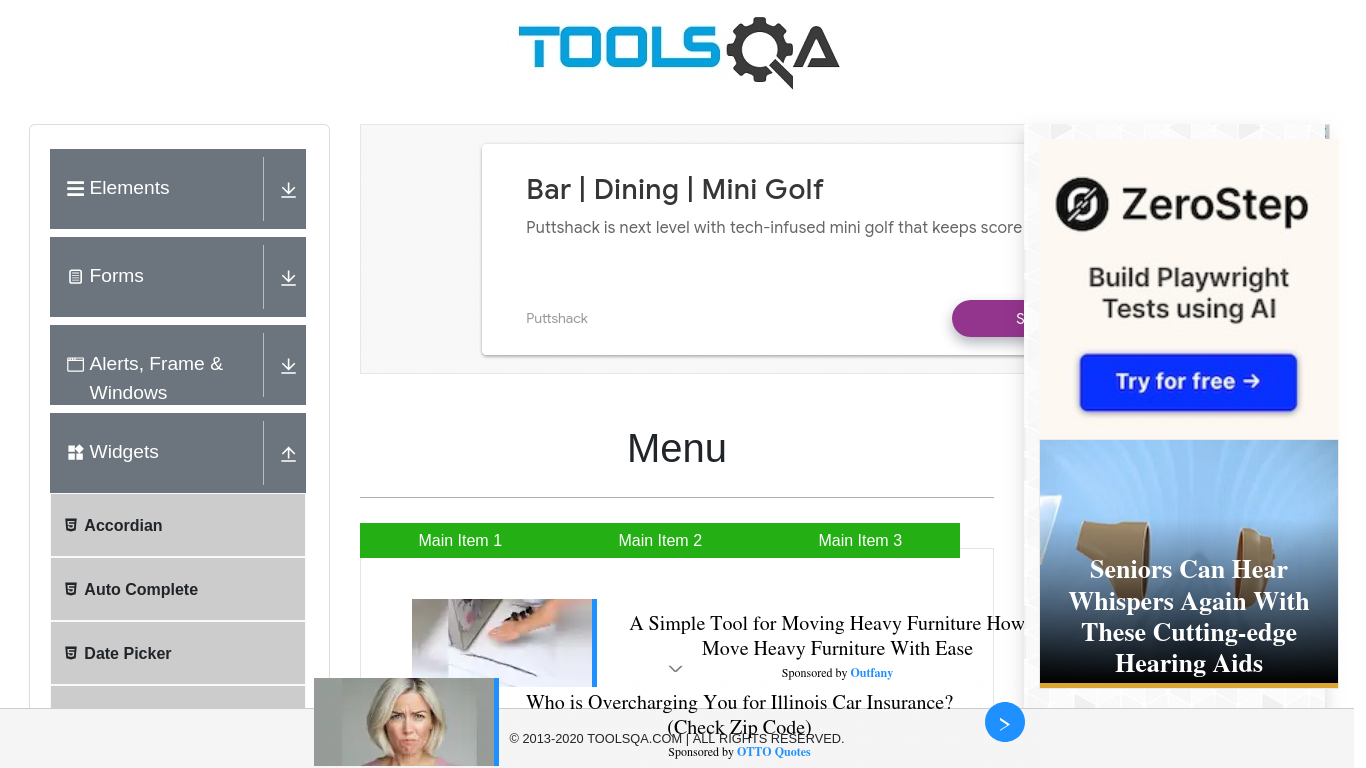 TOOLSQA
Elements
Forms
Alerts, Frame &
Windows
Widgets
Accordian
Auto Complete
Date Picker
Bar | Dining | Mini Golf
Puttshack is next level with tech-infused mini golf that keeps score
Puttshack
S
Menu
Main Item 1
Main Item 2
Main Item 3
A Simple Tool for Moving Heavy Furniture How
Move Heavy Furniture With Ease
Sponsored by Outfany
Who is Overcharging You for Illinois Car Insurance?
(Check Zip Code)
Sponsored by OTTO Quotes
© 2013-2020 TOOLSQA.COM | ALL RIGHTS RESERVED.
ZeroStep
Build Playwright
Tests using AI
Try for free →
Seniors Can Hear
Whispers Again With
These Cutting-edge
Hearing Aids